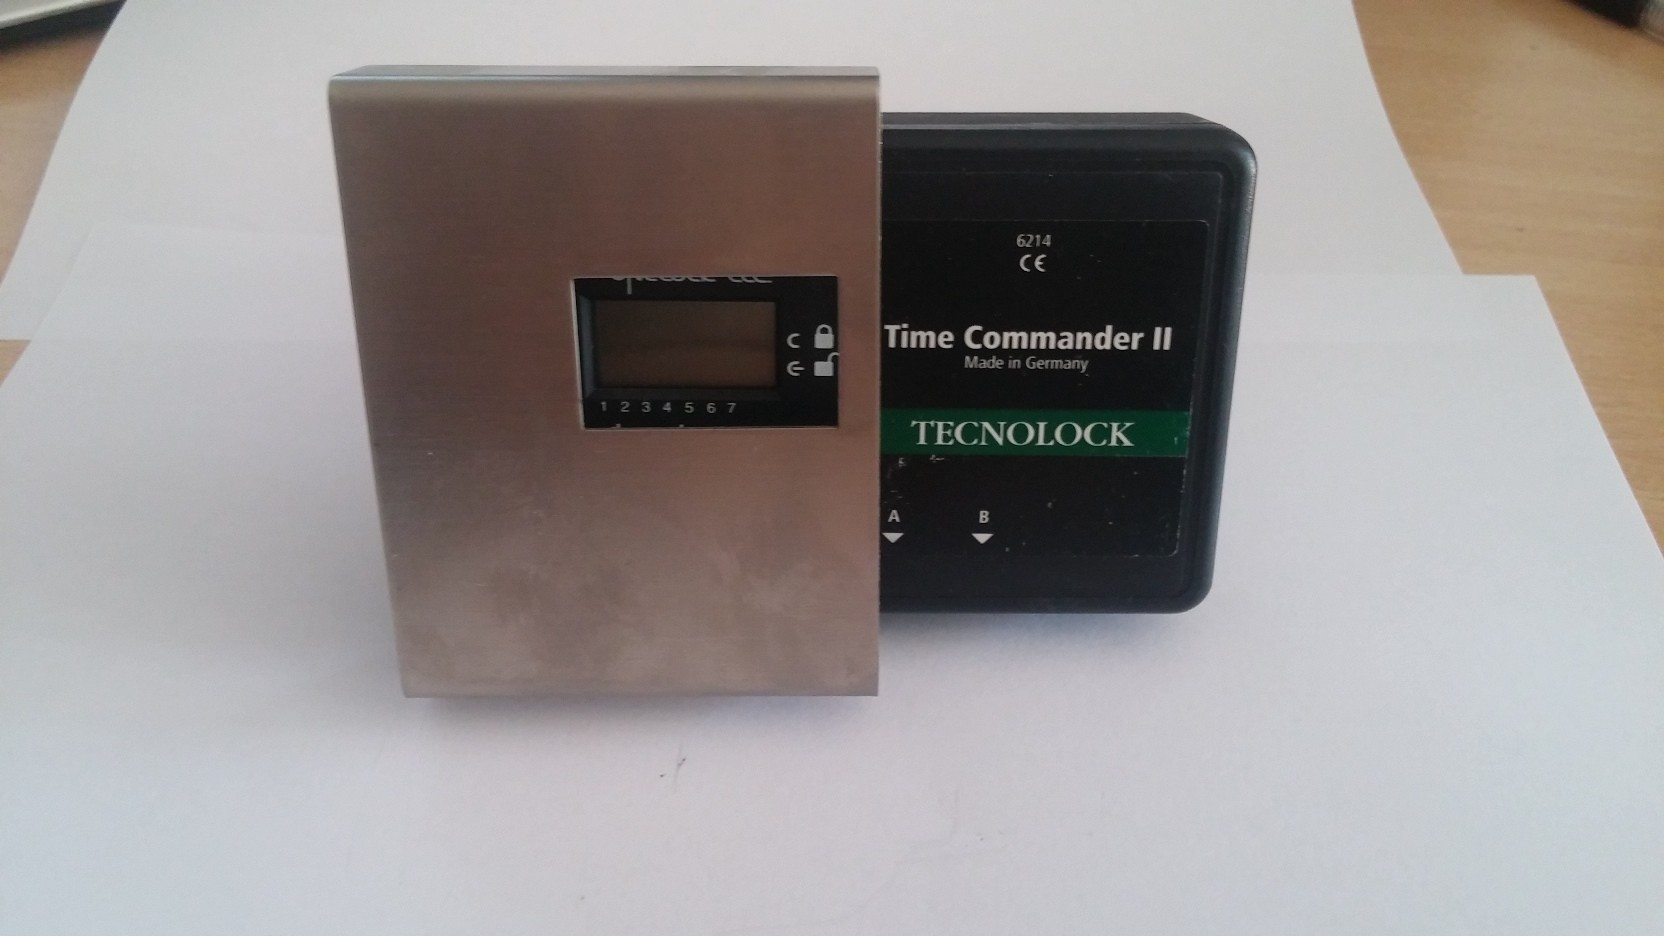 6214
CE
Time Commander II
Made in Germany
TECNOLOCK
C
1 2 3 4 5 6 7
A B